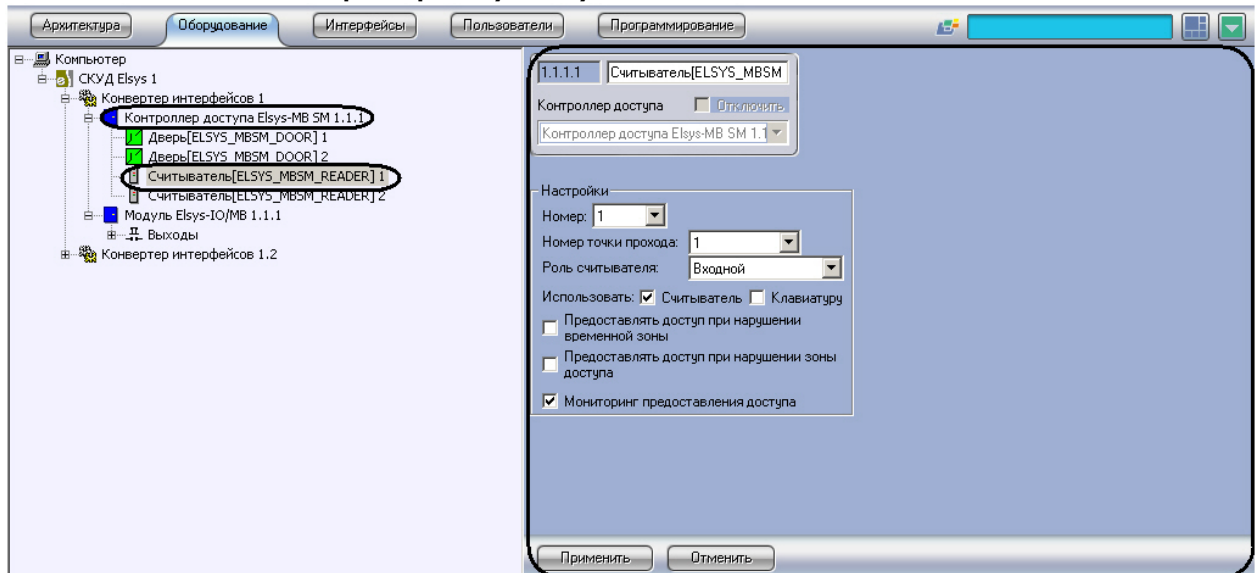 Архитектура Оборудование Интерфейсы Пользователи Программирование
Компьютер
СКУД Elsys 1
Конвертер интерфейсов 1
Контроллер доступа Elsys-MB SM 1.1.1
Дверь[ELSYS_MBSM_DOOR] 1
Дверь[ELSYS_MBSM_DOOR] 2
Считыватель[ELSYS_MBSM_READER] 1
Считыватель[ELSYS_MBSM_READER] 2
Модуль Elsys-IO/MB 1.1.1
Выходы
Конвертер интерфейсов 1.2
1.1.1.1 Считыватель[ELSYS_MBSM
Контроллер доступа Отключить
Контроллер доступа Elsys-MB SM 1.1
Настройки
Номер: 1
Номер точки прохода: 1
Роль считывателя: Входной
Использовать: Считыватель Клавиатуру
Предоставлять доступ при нарушении
временной зоны
Предоставлять доступ при нарушении зоны
доступа
Мониторинг предоставления доступа
Применить Отменить